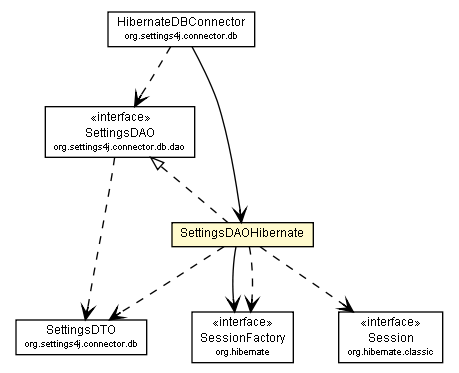 HibernateDBConnector
org.settings4j.connector.db
«interface»
SettingsDAO
org.settings4j.connector.db.dao
SettingsDAOHibernate
SettingsDTO
org.settings4j.connector.db
«interface»
SessionFactory
org.hibernate
«interface»
Session
org.hibernate.classic